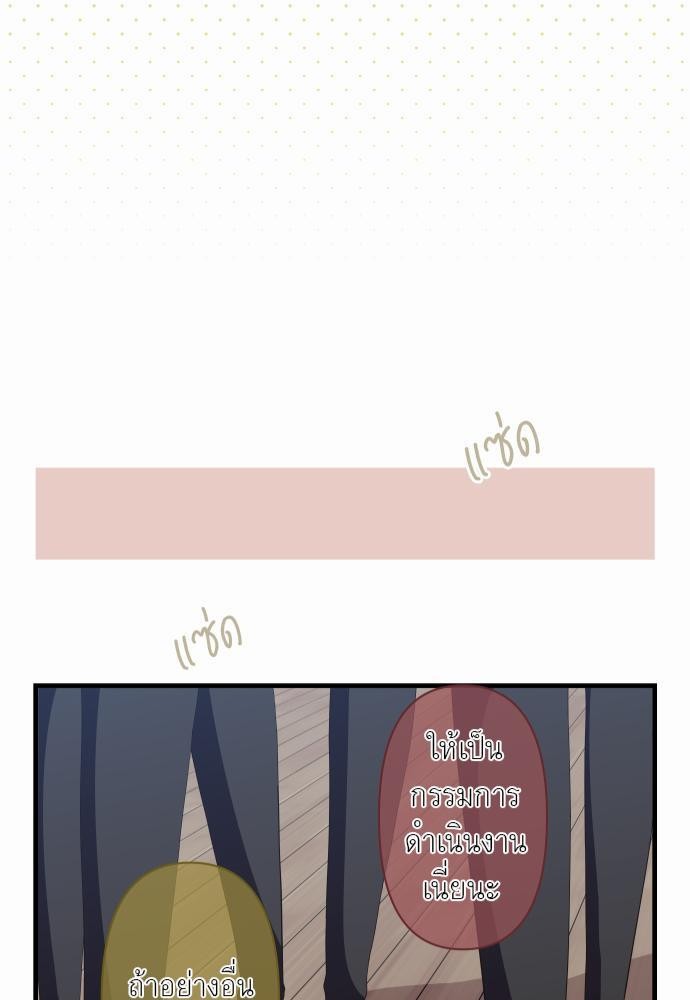 แซ่ด
แซ่ด
ให้เป็น
กรรมการ
ดำเนินงาน
เนี่ยนะ
ถ้าอย่างอื่น